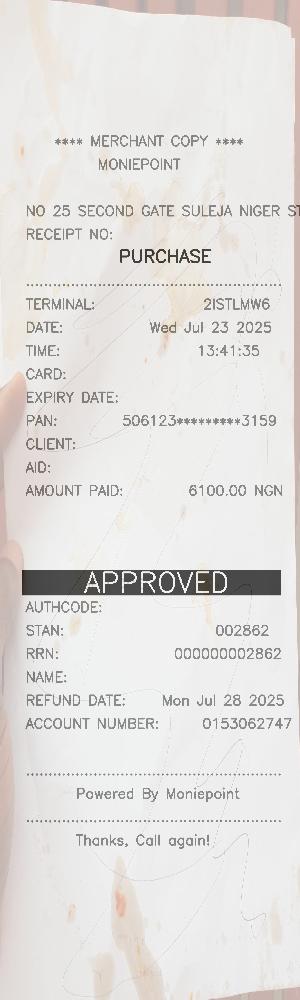 **** MERCHANT COPY ****
MONIEPOINT
NO 25 SECOND GATE SULEJA NIGER ST
RECEIPT NO:
PURCHASE
TERMINAL: 2ISTLMW6
DATE: Wed Jul 23 2025
TIME: 13:41:35
CARD:
EXPIRY DATE:
PAN: 506123*********3159
CLIENT:
AID:
AMOUNT PAID: 6100.00 NGN
APPROVED
AUTHCODE:
STAN: 002862
RRN: 000000002862
NAME:
REFUND DATE: Mon Jul 28 2025
ACCOUNT NUMBER: 0153062747
Powered By Moniepoint
Thanks, Call again!